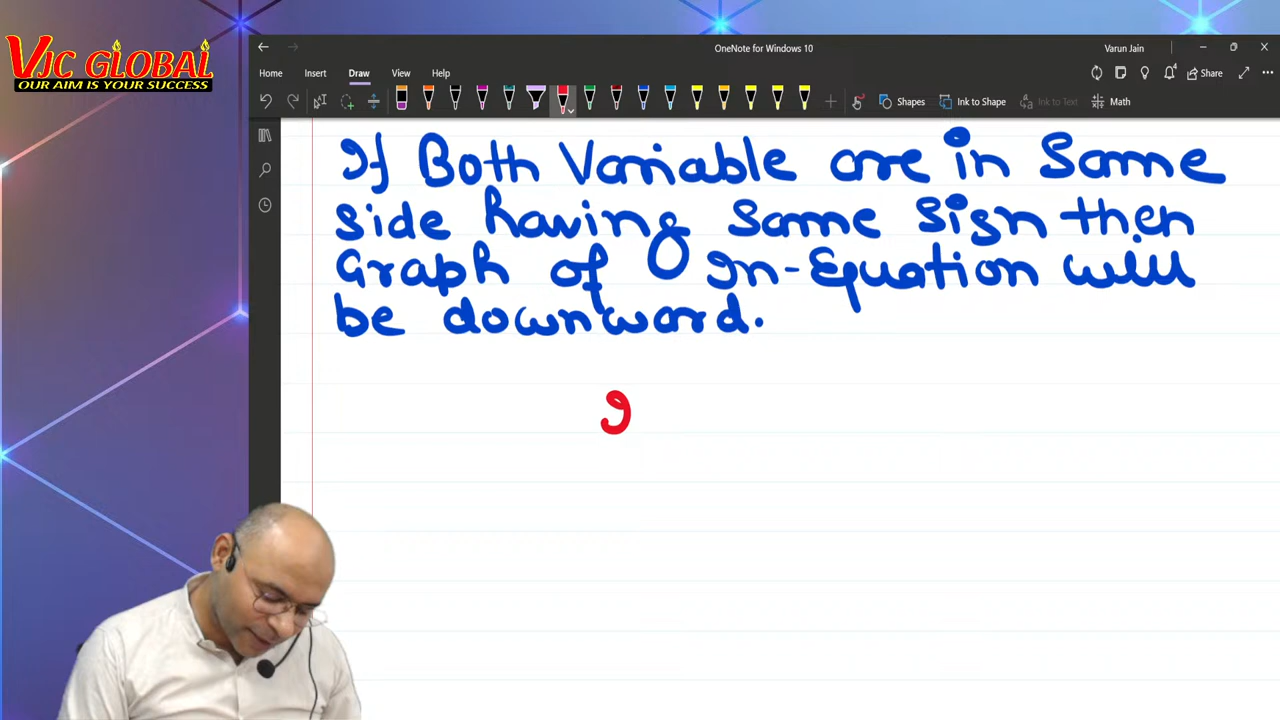 VJC GLOBAL
OUR AIM IS YOUR SUCCESS
OneNote for Windows 10
Varun Jain
Home Insert Draw View Help
4
Share
Shapes
Ink to Shape
Ink to Text
Math
If Both Variable are in Same
side having Same Sign then
Graph of In-Equation will
be downward.